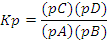 Kp = (pC)(pD) / (pA)(pB)